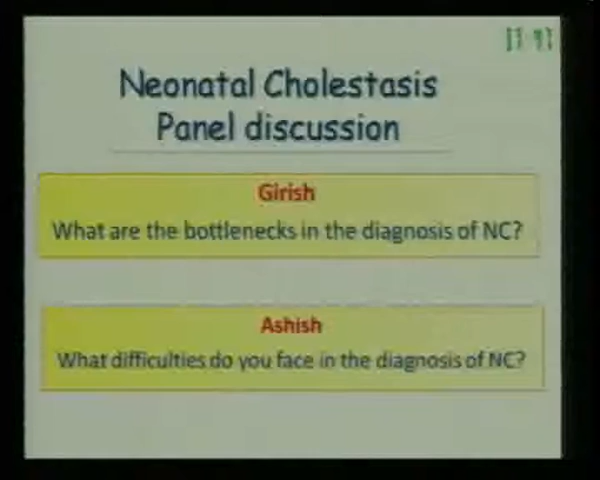 Neonatal Cholestasis
Panel discussion
Girish
What are the bottlenecks in the diagnosis of NC?
Ashish
What difficulties do you face in the diagnosis of NC?